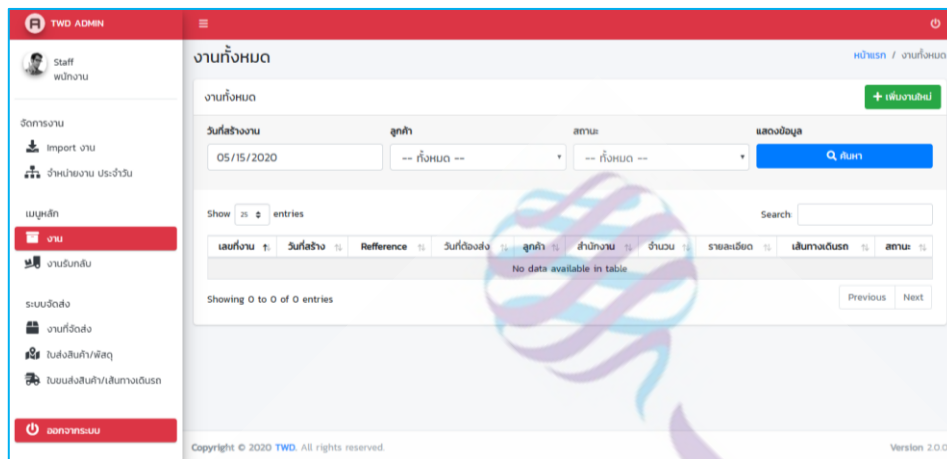 TWD ADMIN
Staff
พนักงาน
จัดการงาน
Import งาน
จำหน่ายงาน ประจำวัน
เมนูหลัก
งาน
งานรับกลับ
ระบบจัดส่ง
งานที่จัดส่ง
ใบส่งสินค้า/พัสดุ
ใบขนส่งสินค้า/เส้นทางเดินรถ
ออกจากระบบ
งานทั้งหมด
หน้าแรก / งานทั้งหมด
งานทั้งหมด
เพิ่มงานใหม่
วันที่สร้างงาน ลูกค้า สถานะ แสดงข้อมูล
05/15/2020 -- ทั้งหมด -- -- ทั้งหมด -- ค้นหา
Show 25 entries Search:
เลขที่งาน วันที่สร้าง Refference วันที่ต้องส่ง ลูกค้า สำนักงาน จำนวน รายละเอียด เส้นทางเดินรถ สถานะ
No data available in table
Showing 0 to 0 of 0 entries Previous Next
Copyright © 2020 TWD. All rights reserved. Version 2.0.0